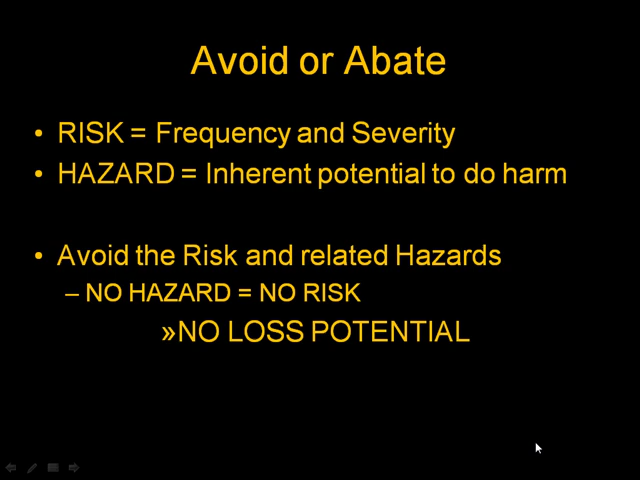 Avoid or Abate
• RISK = Frequency and Severity
• HAZARD = Inherent potential to do harm
• Avoid the Risk and related Hazards
– NO HAZARD = NO RISK
»NO LOSS POTENTIAL